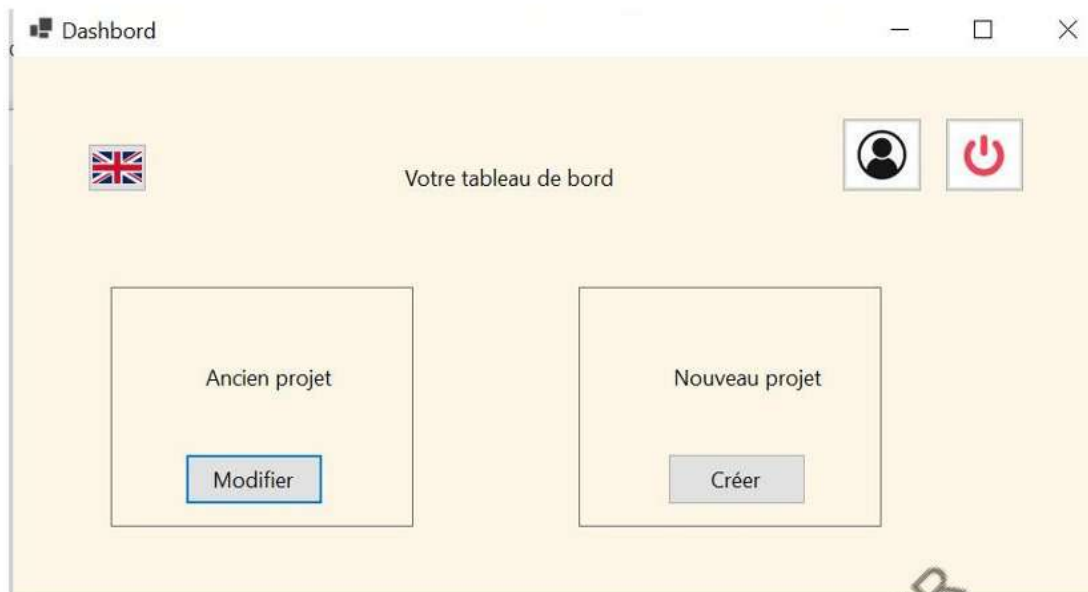 Dashbord
Votre tableau de bord
Ancien projet
Nouveau projet
Modifier
Créer